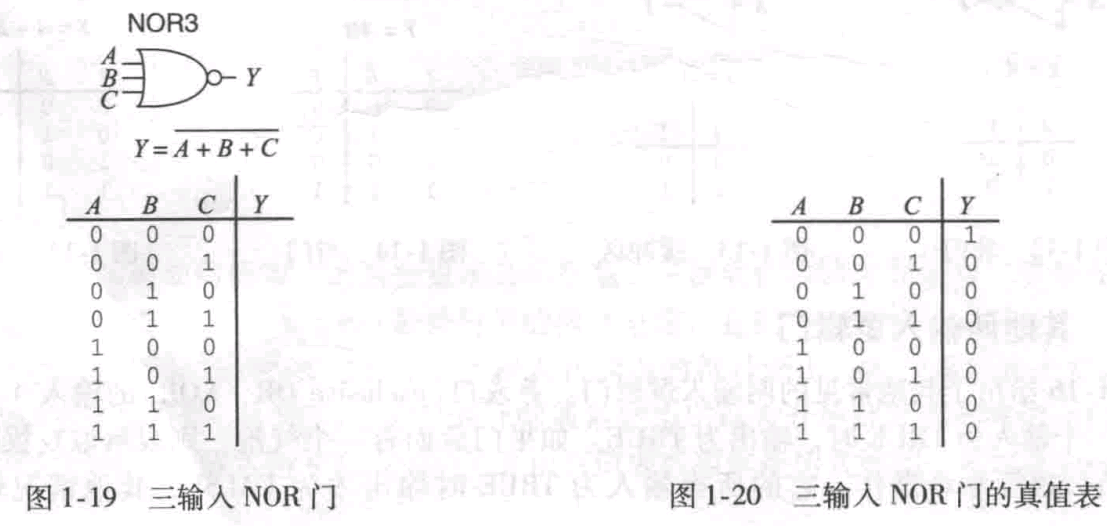 NOR3
A
B
C
Y
Y = \overline{A + B + C}
A B C Y
0 0 0
0 0 1
0 1 0
0 1 1
1 0 0
1 0 1
1 1 0
1 1 1
图 1-19 三输入 NOR 门
A B C Y
0 0 0 1
0 0 1 0
0 1 0 0
0 1 1 0
1 0 0 0
1 0 1 0
1 1 0 0
1 1 1 0
图 1-20 三输入 NOR 门的真值表